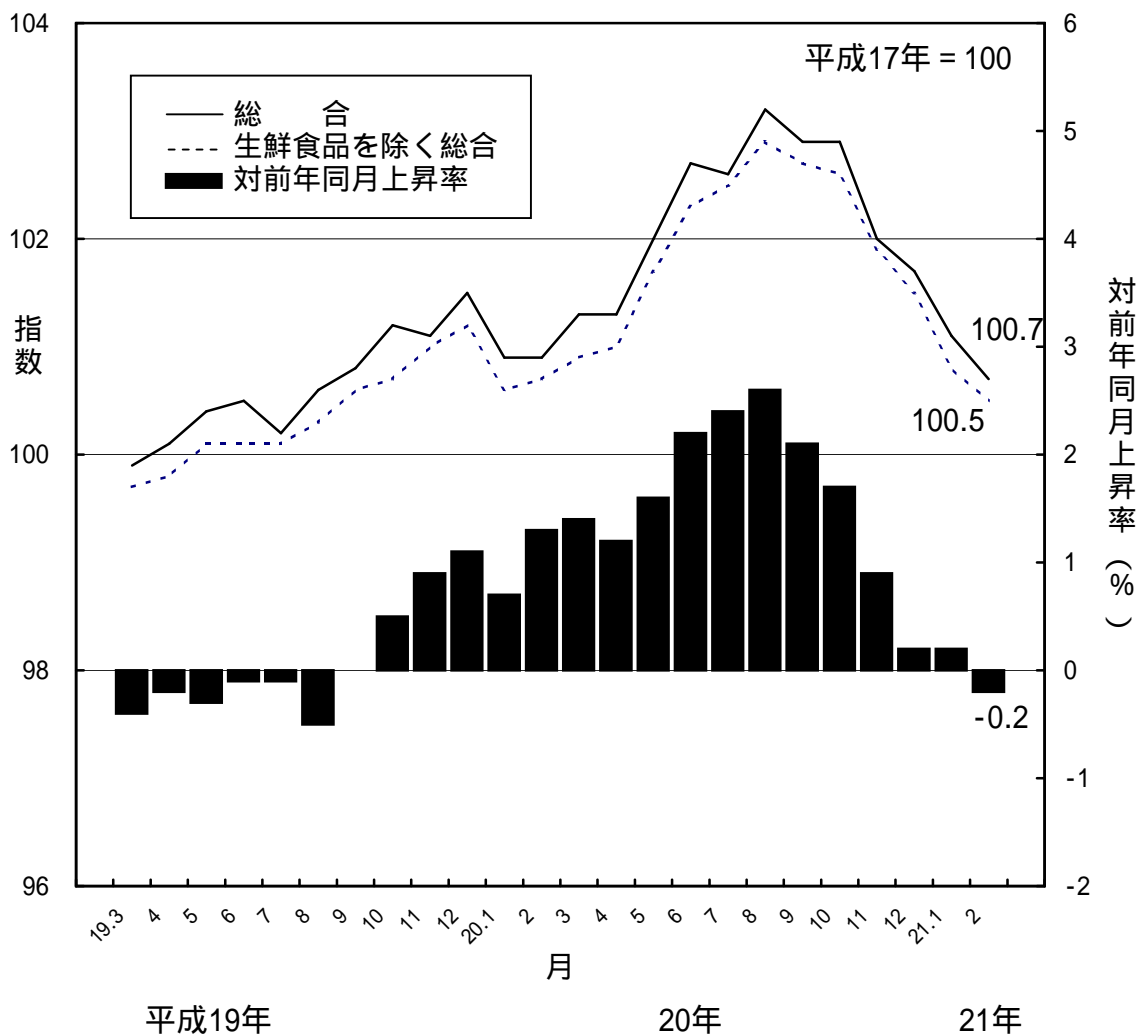 104
102
100
98
96
指数
平成17年 = 100
総 合
生鮮食品を除く総合
対前年同月上昇率
6
5
4
3
2
1
0
-1
-2
対前年同月上昇率 (%)
100.7
100.5
-0.2
19.3 4 5 6 7 8 9 10 11 12 20.1 2 3 4 5 6 7 8 9 10 11 12 21.1 2
月
平成19年 20年 21年